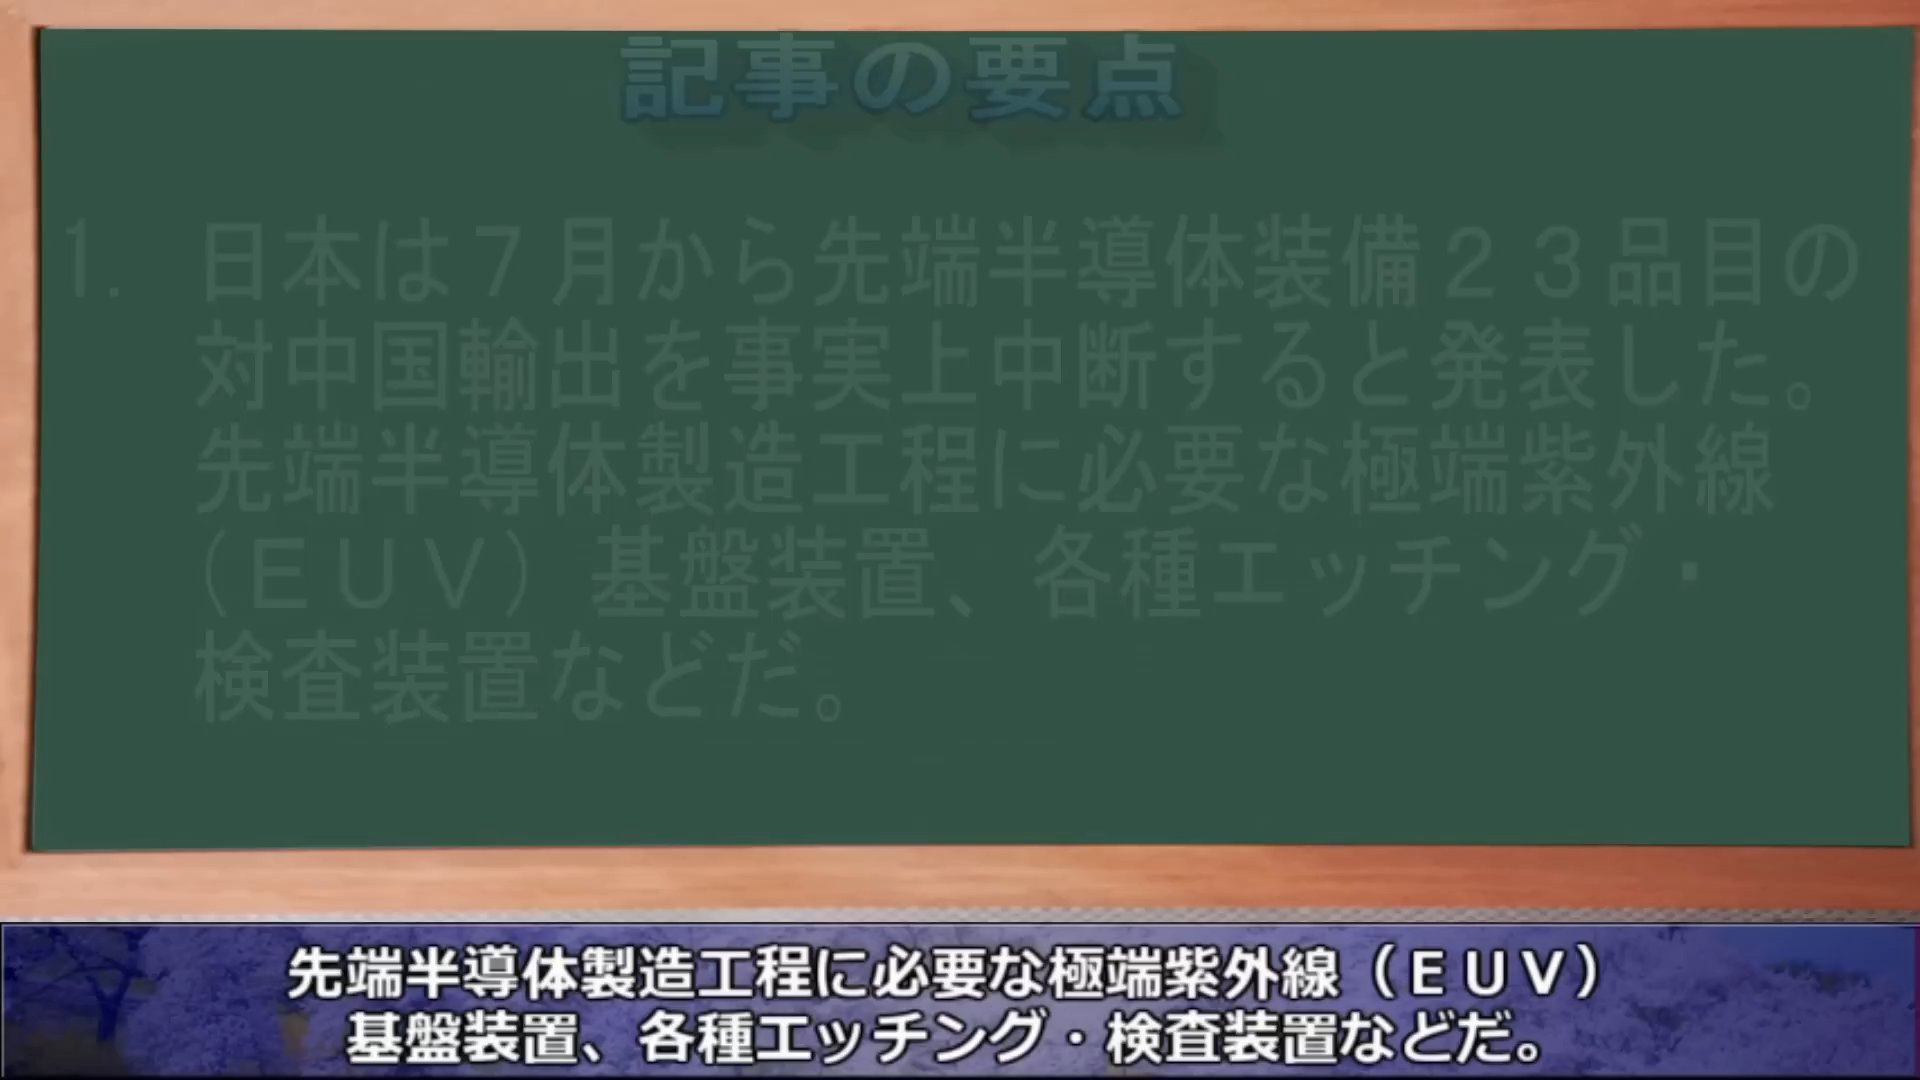 記事の要点
1. 日本は７月から先端半導体装備２３品目の
対中国輸出を事実上中断すると発表した。
先端半導体製造工程に必要な極端紫外線
（ＥＵＶ）基盤装置、各種エッチング・
検査装置などだ。
先端半導体製造工程に必要な極端紫外線（ＥＵＶ）
基盤装置、各種エッチング・検査装置などだ。